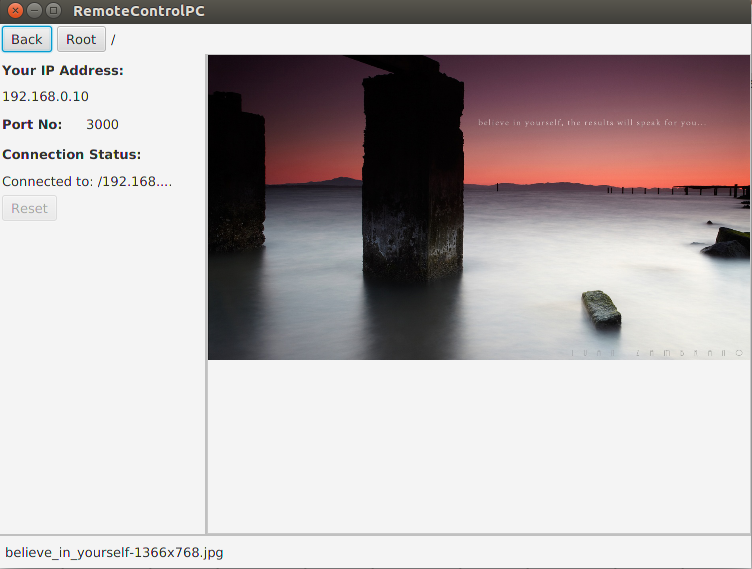 RemoteControlPC
Back Root /
Your IP Address:
192.168.0.10
Port No: 3000
Connection Status:
Connected to: /192.168....
Reset
believe in yourself, the results will speak for you...
believe_in_yourself-1366x768.jpg